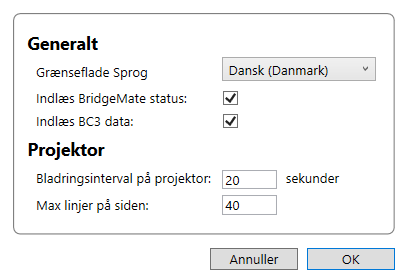 Generalt
Grænseflade Sprog Dansk (Danmark)
Indlæs BridgeMate status:
Indlæs BC3 data:
Projektor
Bladringsinterval på projektor: 20 sekunder
Max linjer på siden: 40
Annuller OK